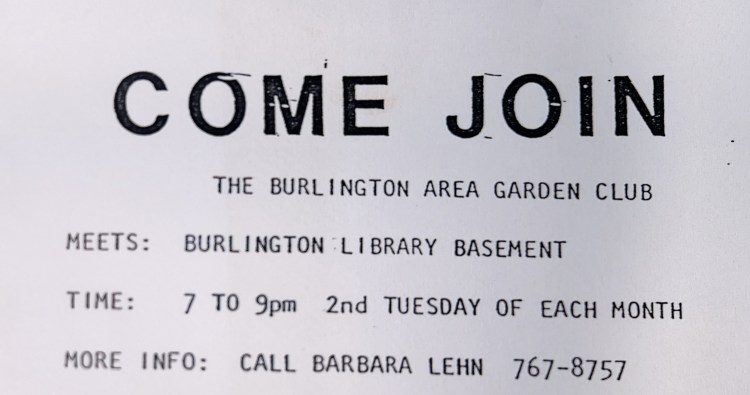 COME JOIN
THE BURLINGTON AREA GARDEN CLUB
MEETS: BURLINGTON LIBRARY BASEMENT
TIME: 7 TO 9pm 2nd TUESDAY OF EACH MONTH
MORE INFO: CALL BARBARA LEHN 767-8757